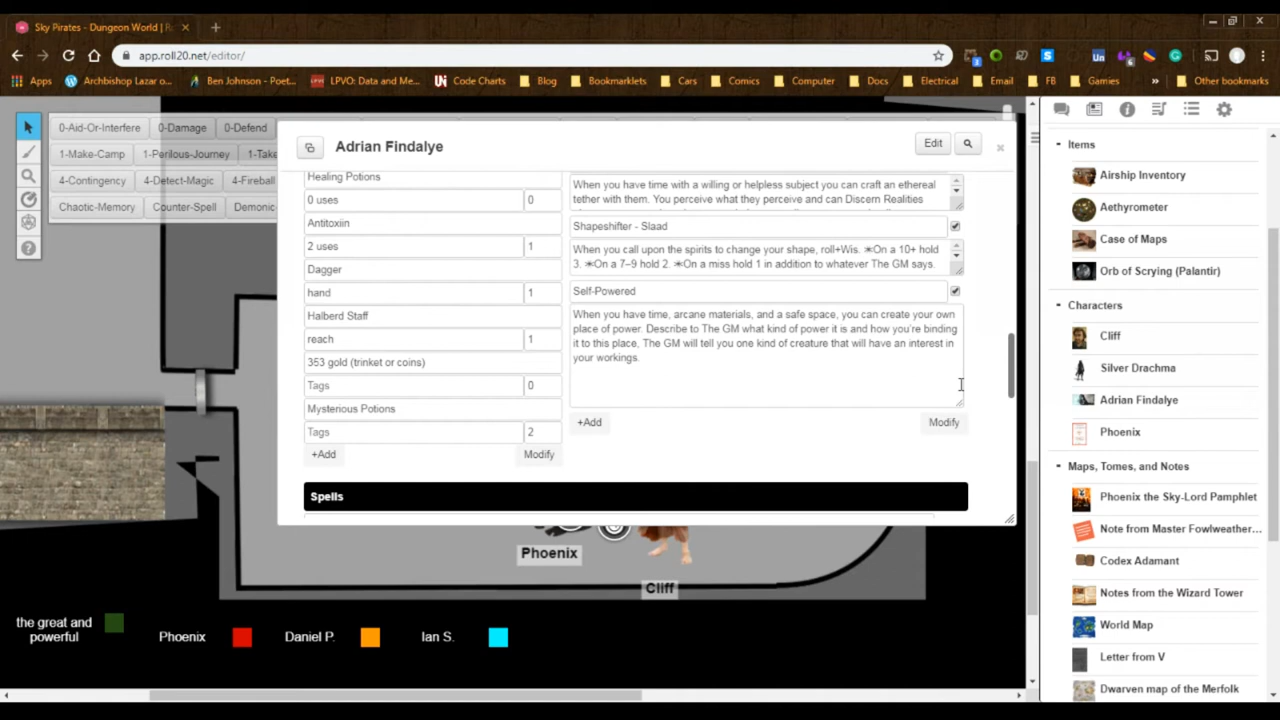 Sky Pirates - Dungeon World | R
app.roll20.net/editor/
Apps
Archbishop Lazar o...
Ben Johnson - Poet...
LPVO: Data and Me...
Code Charts
Blog
Bookmarklets
Cars
Comics
Computer
Docs
Electrical
Email
FB
Games
»
Other bookmarks
0-Aid-Or-Interfere
0-Damage
0-Defend
1-Make-Camp
1-Perilous-Journey
1-Take
4-Contingency
4-Detect-Magic
4-Fireball
Chaotic-Memory
Counter-Spell
Demonic-
Adrian Findalye
Edit
Healing Potions
0 uses
0
Antitoxiin
2 uses
1
Dagger
hand
1
Halberd Staff
reach
1
353 gold (trinket or coins)
Tags
0
Mysterious Potions
Tags
2
+Add
Modify
When you have time with a willing or helpless subject you can craft an ethereal
tether with them. You perceive what they perceive and can Discern Realities
Shapeshifter - Slaad
When you call upon the spirits to change your shape, roll+Wis. ✶On a 10+ hold
3. ✶On a 7–9 hold 2. ✶On a miss hold 1 in addition to whatever The GM says.
Self-Powered
When you have time, arcane materials, and a safe space, you can create your own
place of power. Describe to The GM what kind of power it is and how you're binding
it to this place, The GM will tell you one kind of creature that will have an interest in
your workings.
+Add
Modify
Spells
Phoenix
Cliff
the great and
powerful
Phoenix
Daniel P.
Ian S.
Items
Airship Inventory
Aethyrometer
Case of Maps
Orb of Scrying (Palantir)
Characters
Cliff
Silver Drachma
Adrian Findalye
Phoenix
Maps, Tomes, and Notes
Phoenix the Sky-Lord Pamphlet
Note from Master Fowlweather...
Codex Adamant
Notes from the Wizard Tower
World Map
Letter from V
Dwarven map of the Merfolk